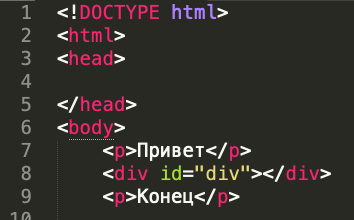 1 <!DOCTYPE html>
2 <html>
3 <head>
4
5 </head>
6 <body>
7 <p>Привет</p>
8 <div id="div"></div>
9 <p>Конец</p>
10